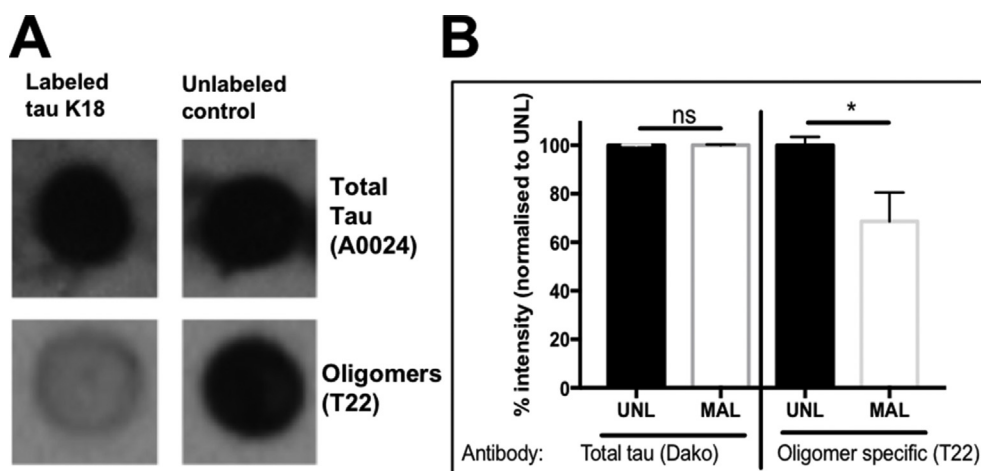 A
B
Labeled
tau K18
Unlabeled
control
Total
Tau
(A0024)
Oligomers
(T22)
% intensity (normalised to UNL)
100
80
60
40
20
0
ns
*
UNL
MAL
UNL
MAL
Antibody:
Total tau (Dako)
Oligomer specific (T22)